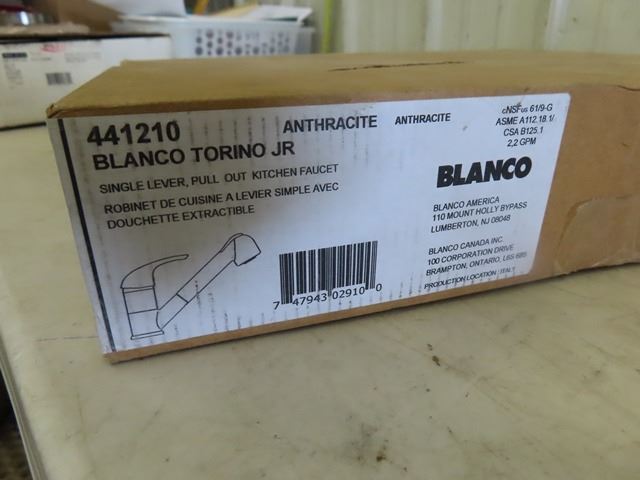 441210 ANTHRACITE ANTHRACITE
BLANCO TORINO JR
SINGLE LEVER, PULL OUT KITCHEN FAUCET
ROBINET DE CUISINE A LEVIER SIMPLE AVEC
DOUCHETTE EXTRACTIBLE
7 47943 02910 0
cNSFus 61/9-G
ASME A112.18.1/
CSA B125.1
2,2 GPM
BLANCO
BLANCO AMERICA
110 MOUNT HOLLY BYPASS
LUMBERTON, NJ 08048
BLANCO CANADA INC.
100 CORPORATION DRIVE
BRAMPTON, ONTARIO, L6S 6B5
PRODUCTION LOCATION : ITALY